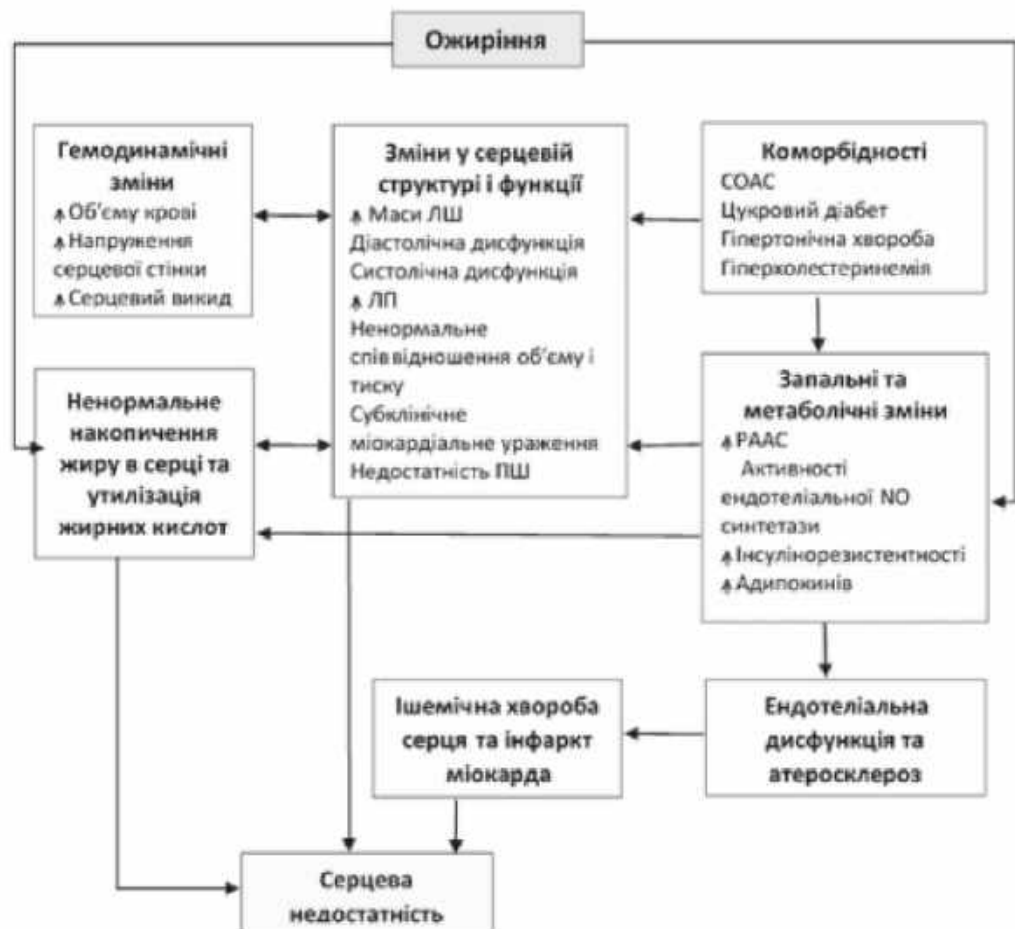 Ожиріння
Гемодинамічні
зміни
↑ Об'єму крові
↑ Напруження
серцевої стінки
↑ Серцевий викид
Зміни у серцевій
структурі і функції
↑ Маси ЛШ
Діастолічна дисфункція
Систолічна дисфункція
↑ ЛП
Ненормальне
співвідношення об'єму і
тиску
Субклінічне
міокардіальне ураження
Недостатність ПШ
Коморбідності
СОАС
Цукровий діабет
Гіпертонічна хвороба
Гіперхолестеринемія
Ненормальне
накопичення
жиру в серці та
утилізація
жирних кислот
Запальні та
метаболічні зміни
↑ РААС
Активності
ендотеліальної NO
синтетази
↑ Інсулінорезистентності
↑ Адипокинів
Ішемічна хвороба
серця та інфаркт
міокарда
Ендотеліальна
дисфункція та
атеросклероз
Серцева
недостатність